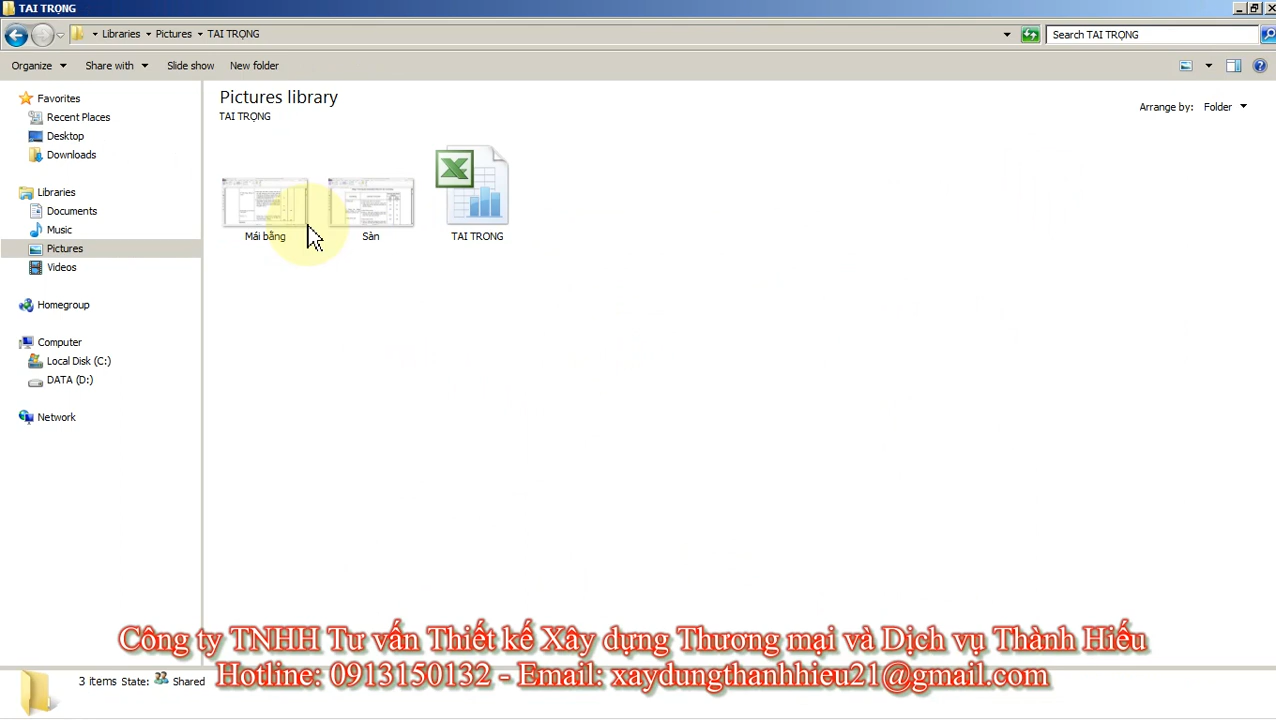 TAI TRỌNG
Libraries Pictures TAI TRỌNG
Search TAI TRỌNG
Organize Share with Slide show New folder
Pictures library
TAI TRỌNG
Arrange by: Folder
Favorites
Recent Places
Desktop
Downloads
Libraries
Documents
Music
Pictures
Videos
Homegroup
Computer
Local Disk (C:)
DATA (D:)
Network
Mái bằng
Sàn
TAI TRONG
Công ty TNHH Tư vấn Thiết kế Xây dựng Thương mại và Dịch vụ Thành Hiếu
Hotline: 0913150132 - Email: xaydungthanhhieu21@gmail.com
3 items State: Shared